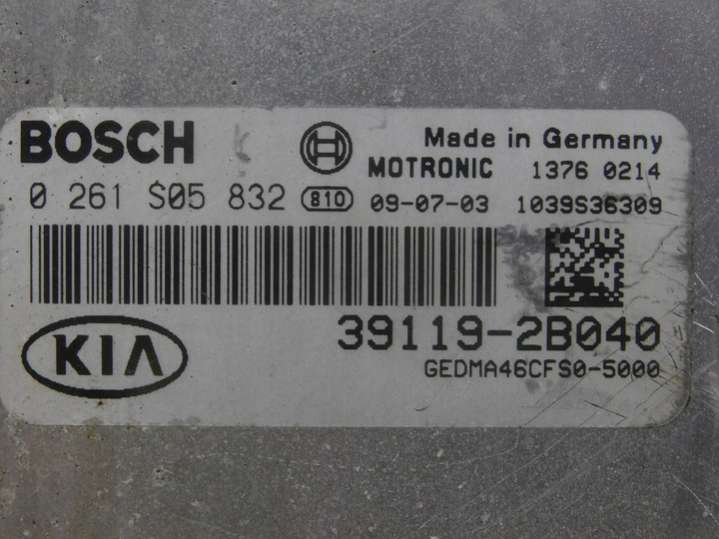 BOSCH Made in Germany
MOTRONIC 1376 0214
0 261 S05 832 810 09-07-03 1039S36309
KIA 39119-2B040
GEDMA46CFS0-5000